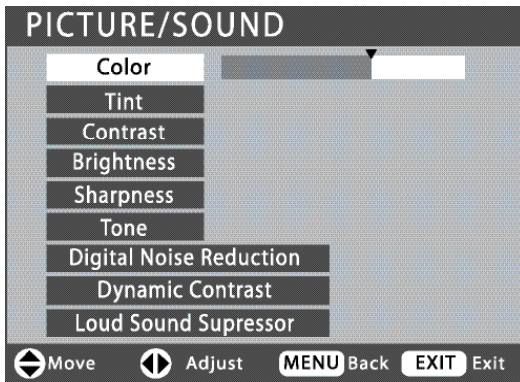 PICTURE/SOUND
Color
Tint
Contrast
Brightness
Sharpness
Tone
Digital Noise Reduction
Dynamic Contrast
Loud Sound Supressor
Move Adjust MENU Back EXIT Exit